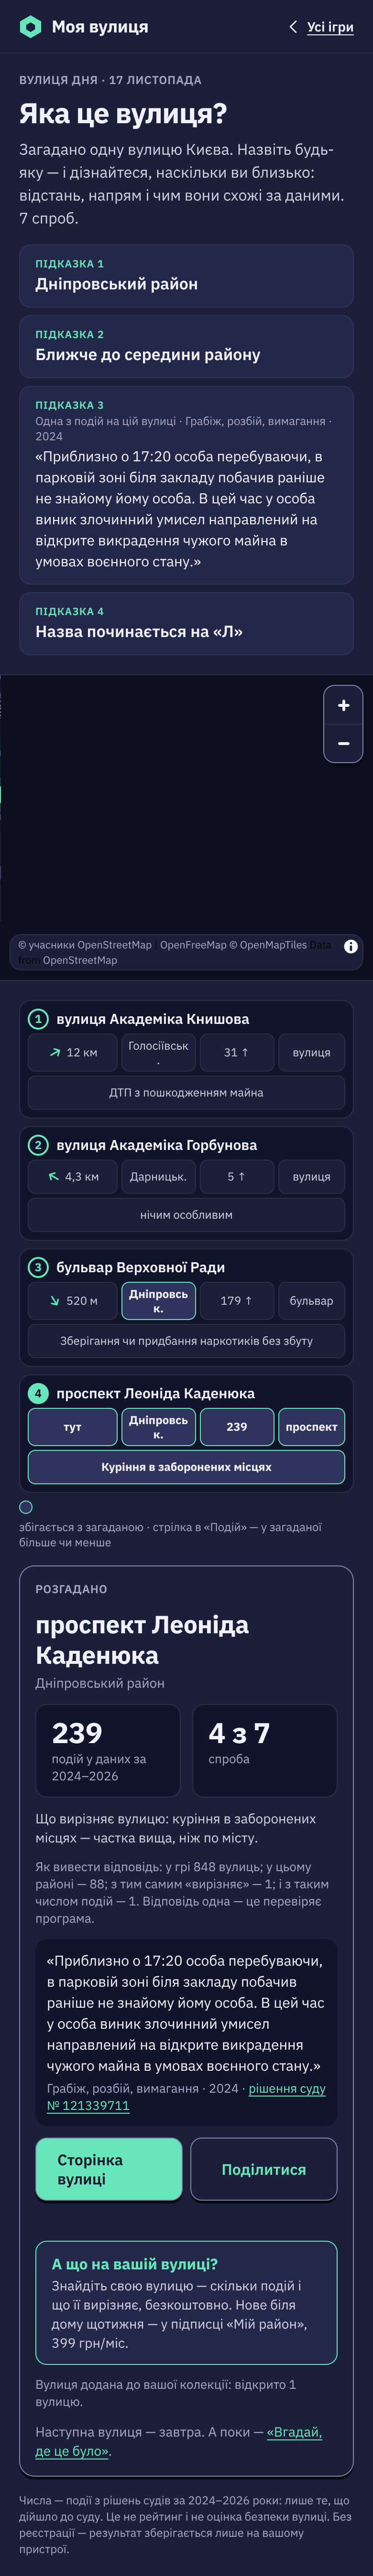 Моя вулиця
Усі ігри
ВУЛИЦЯ ДНЯ · 17 ЛИСТОПАДА
Яка це вулиця?
Загадано одну вулицю Києва. Назвіть будь-
яку — і дізнайтеся, наскільки ви близько:
відстань, напрям і чим вони схожі за даними.
7 спроб.
ПІДКАЗКА 1
Дніпровський район
ПІДКАЗКА 2
Ближче до середини району
ПІДКАЗКА 3
Одна з подій на цій вулиці · Грабіж, розбій, вимагання ·
2024
«Приблизно о 17:20 особа перебуваючи, в
парковій зоні біля закладу побачив раніше
не знайому йому особа. В цей час у особа
виник злочинний умисел направлений на
відкрите викрадення чужого майна в
умовах воєнного стану.»
ПІДКАЗКА 4
Назва починається на «Л»
+
−
© учасники OpenStreetMap | OpenFreeMap © OpenMapTiles Data
from OpenStreetMap
1 вулиця Академіка Книшова
12 км
Голосіївськ
.
31 ↑
вулиця
ДТП з пошкодженням майна
2 вулиця Академіка Горбунова
4,3 км
Дарницьк.
5 ↑
вулиця
нічим особливим
3 бульвар Верховної Ради
520 м
Дніпровсь
к.
179 ↑
бульвар
Зберігання чи придбання наркотиків без збуту
4 проспект Леоніда Каденюка
тут
Дніпровсь
к.
239
проспект
Куріння в заборонених місцях
збігається з загаданою · стрілка в «Подій» — у загаданої
більше чи менше
РОЗГАДАНО
проспект Леоніда
Каденюка
Дніпровський район
239
подій у даних за
2024–2026
4 з 7
спроба
Що вирізняє вулицю: куріння в заборонених
місцях — частка вища, ніж по місту.
Як вивести відповідь: у грі 848 вулиць; у цьому
районі — 88; з тим самим «вирізняє» — 1; і з таким
числом подій — 1. Відповідь одна — це перевіряє
програма.
«Приблизно о 17:20 особа перебуваючи,
в парковій зоні біля закладу побачив
раніше не знайому йому особа. В цей час
у особа виник злочинний умисел
направлений на відкрите викрадення
чужого майна в умовах воєнного стану.»
Грабіж, розбій, вимагання · 2024 · рішення суду
№ 121339711
Сторінка
вулиці
Поділитися
А що на вашій вулиці?
Знайдіть свою вулицю — скільки подій і
що її вирізняє, безкоштовно. Нове біля
дому щотижня — у підписці «Мій район»,
399 грн/міс.
Вулиця додана до вашої колекції: відкрито 1
вулицю.
Наступна вулиця — завтра. А поки — «Вгадай,
де це було».
Числа — події з рішень судів за 2024–2026 роки: лише те, що
дійшло до суду. Це не рейтинг і не оцінка безпеки вулиці. Без
реєстрації — результат зберігається лише на вашому
пристрої.